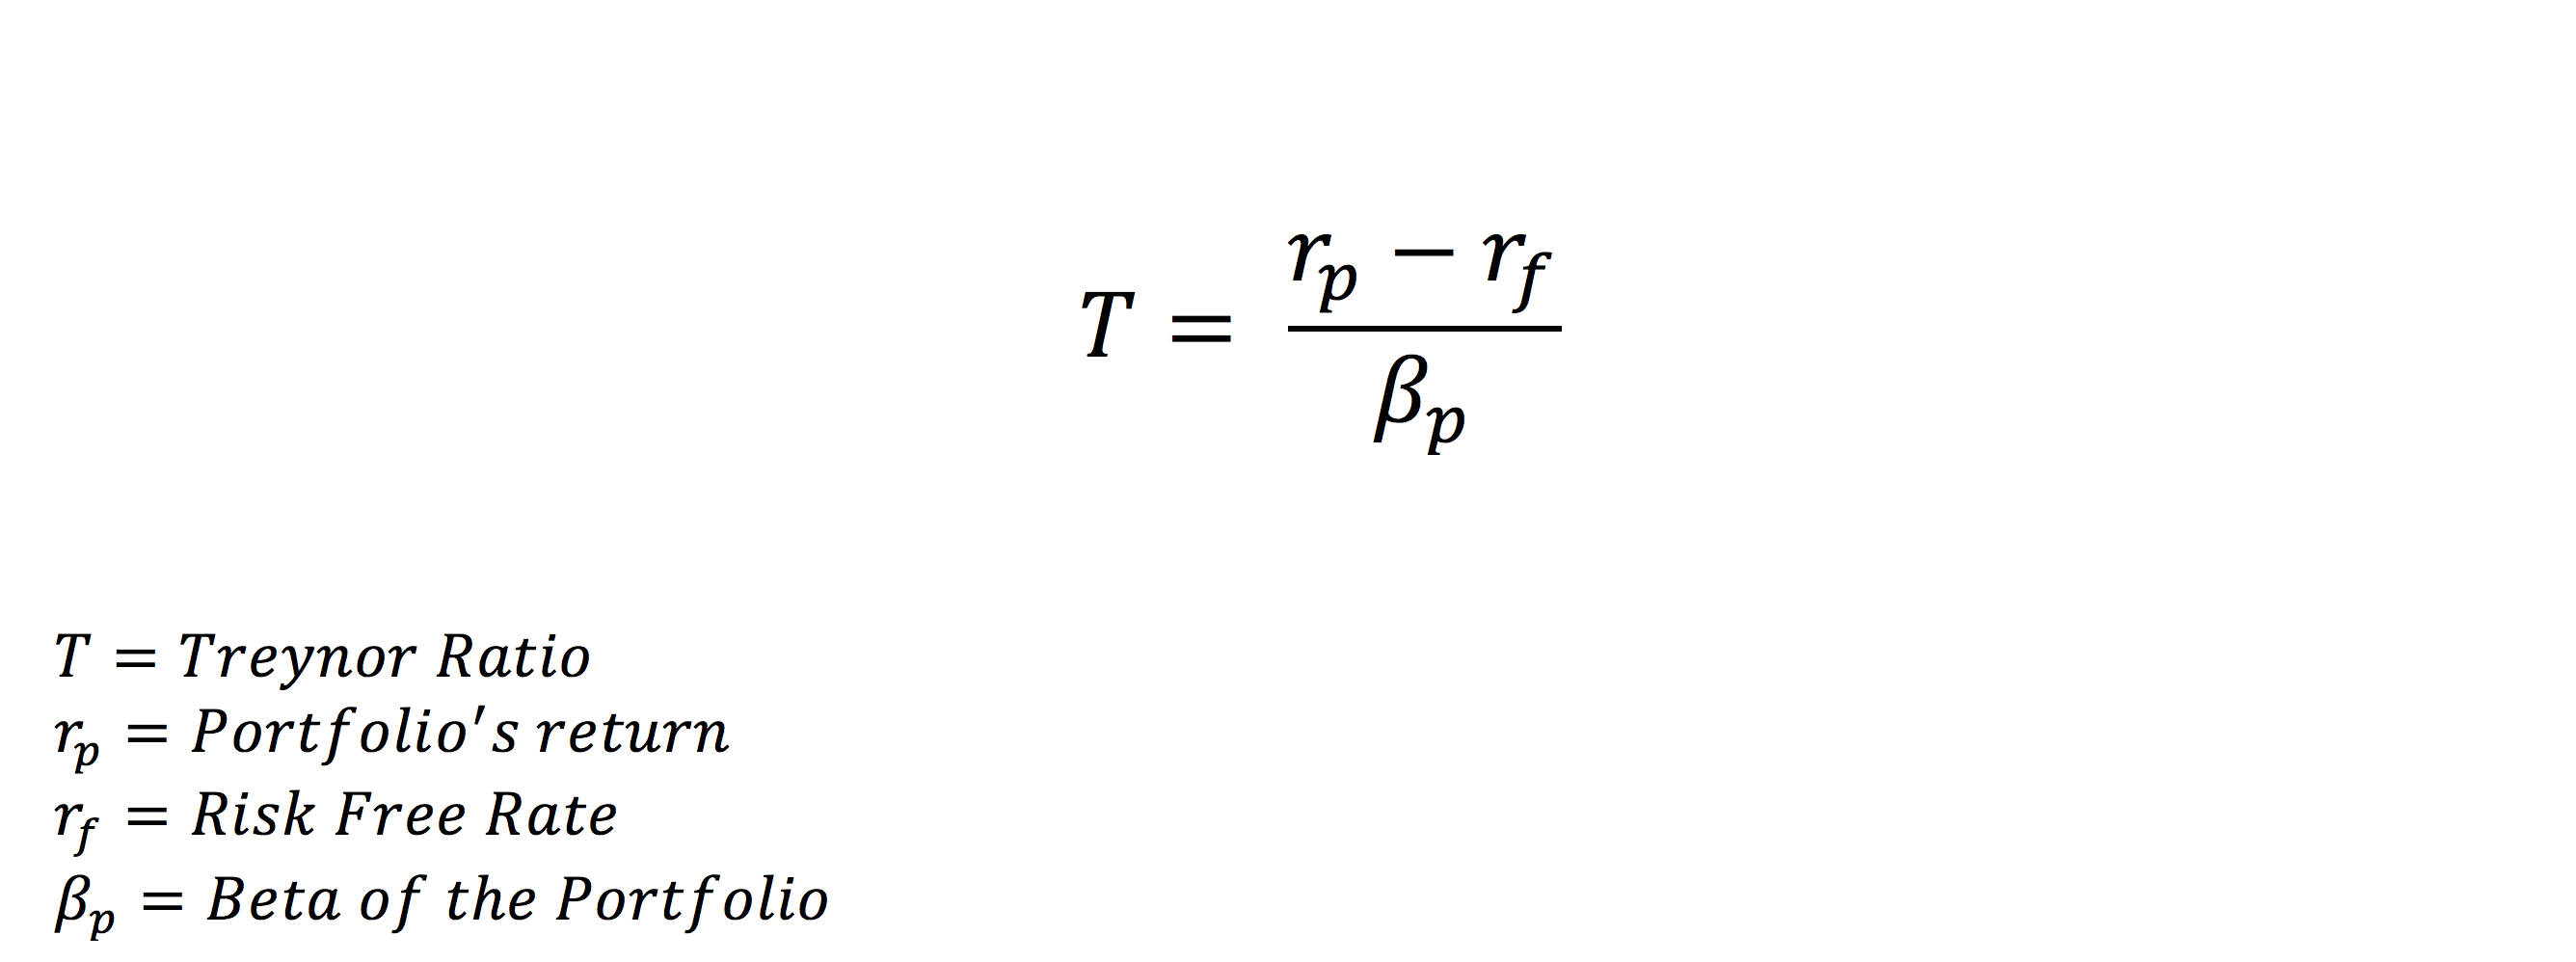 T = r_p − r_f / β_p
T = Treynor Ratio
r_p = Portfolio's return
r_f = Risk Free Rate
β_p = Beta of the Portfolio